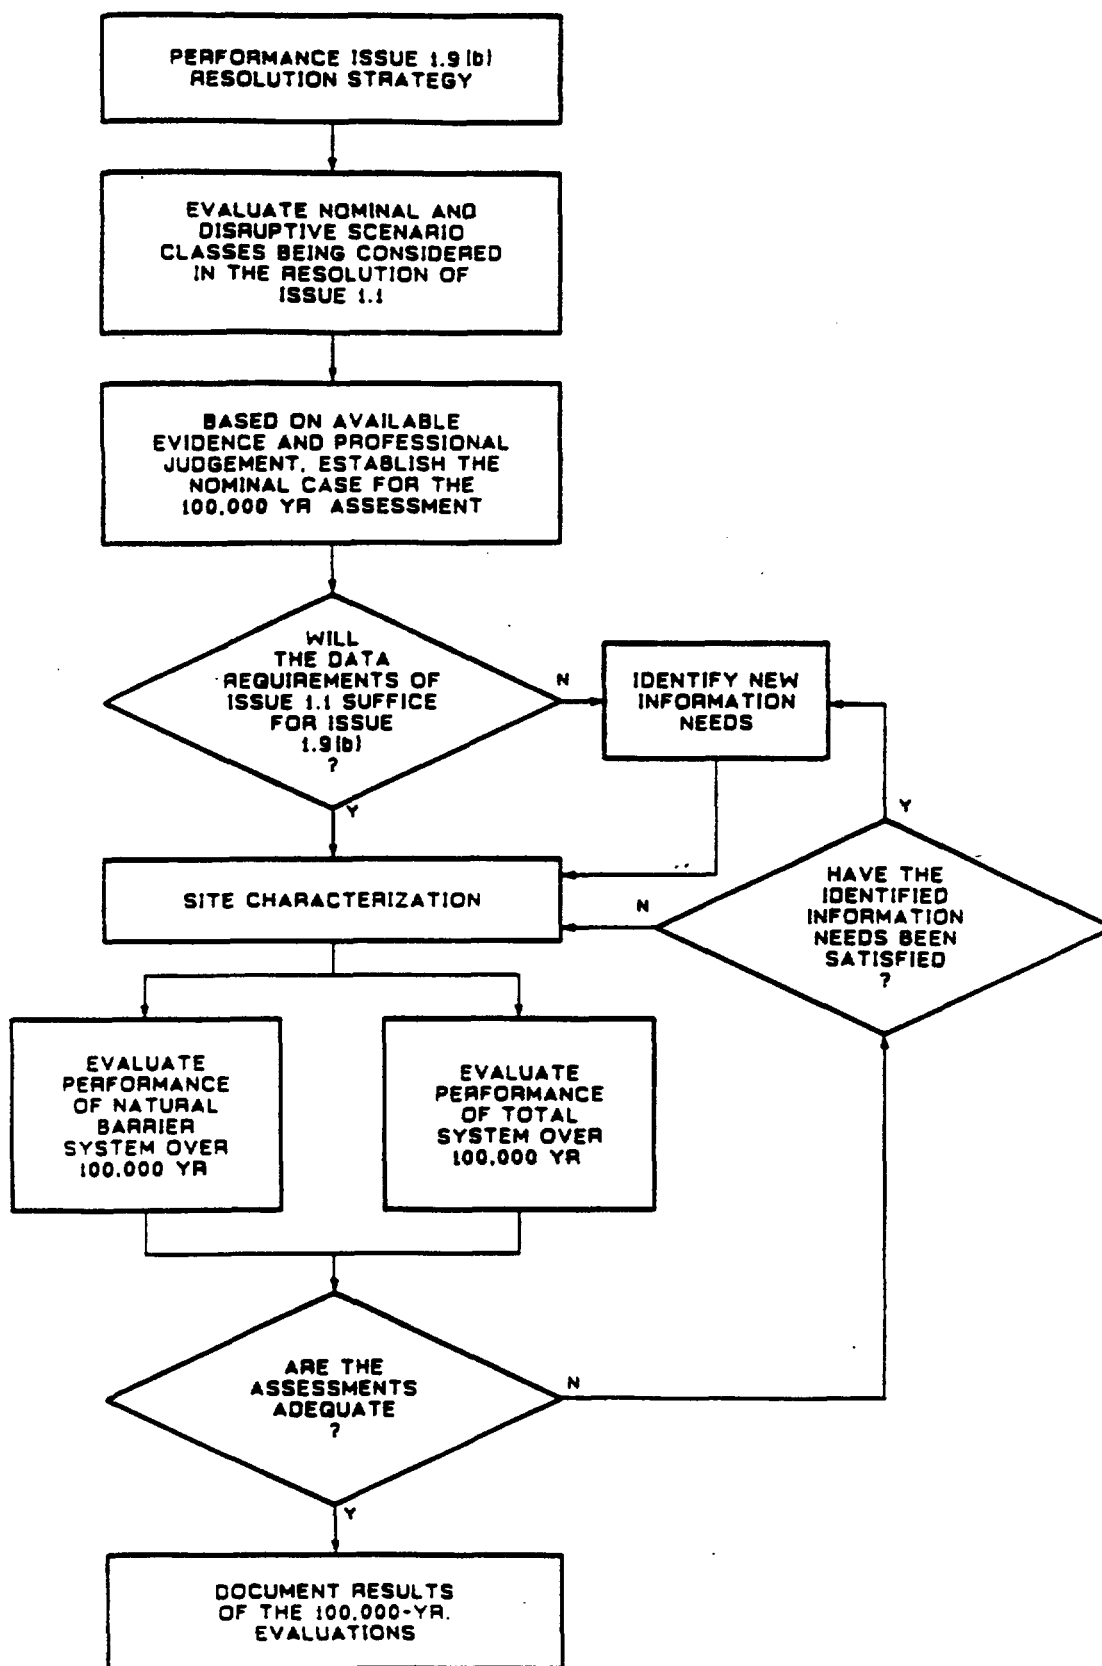 PERFORMANCE ISSUE 1.9(b)
RESOLUTION STRATEGY
EVALUATE NOMINAL AND
DISRUPTIVE SCENARIO
CLASSES BEING CONSIDERED
IN THE RESOLUTION OF
ISSUE 1.1
BASED ON AVAILABLE
EVIDENCE AND PROFESSIONAL
JUDGEMENT, ESTABLISH THE
NOMINAL CASE FOR THE
100,000 YR ASSESSMENT
WILL
THE DATA
REQUIREMENTS OF
ISSUE 1.1 SUFFICE
FOR ISSUE
1.9(b)
?
N
IDENTIFY NEW
INFORMATION
NEEDS
Y
Y
SITE CHARACTERIZATION
N
HAVE THE
IDENTIFIED
INFORMATION
NEEDS BEEN
SATISFIED
?
EVALUATE
PERFORMANCE
OF NATURAL
BARRIER
SYSTEM OVER
100,000 YR
EVALUATE
PERFORMANCE
OF TOTAL
SYSTEM OVER
100,000 YR
ARE THE
ASSESSMENTS
ADEQUATE
?
N
Y
DOCUMENT RESULTS
OF THE 100,000-YR.
EVALUATIONS